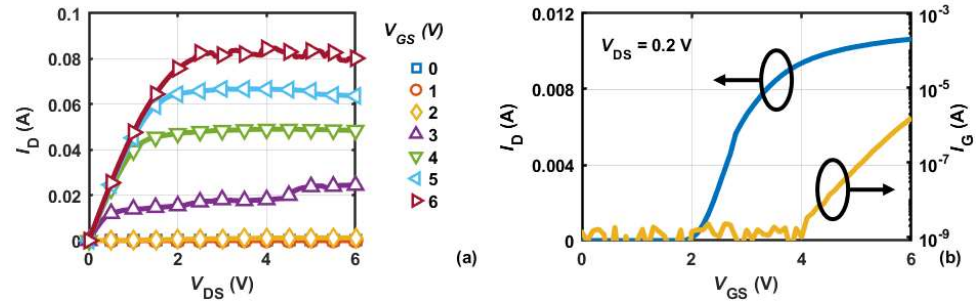 0.1
0.08
0.06
0.04
0.02
0
I_D (A)
0 2 4 6
V_DS (V)
V_GS (V)
0
1
2
3
4
5
6
(a)
0.012
0.008
0.004
0
I_D (A)
V_DS = 0.2 V
0 2 4 6
V_GS (V)
10^-3
10^-5
10^-7
10^-9
I_G (A)
(b)